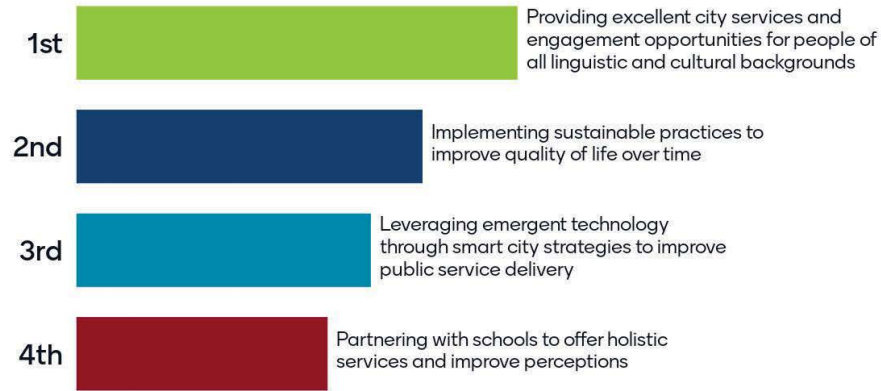 1st
Providing excellent city services and
engagement opportunities for people of
all linguistic and cultural backgrounds
2nd
Implementing sustainable practices to
improve quality of life over time
3rd
Leveraging emergent technology
through smart city strategies to improve
public service delivery
4th
Partnering with schools to offer holistic
services and improve perceptions